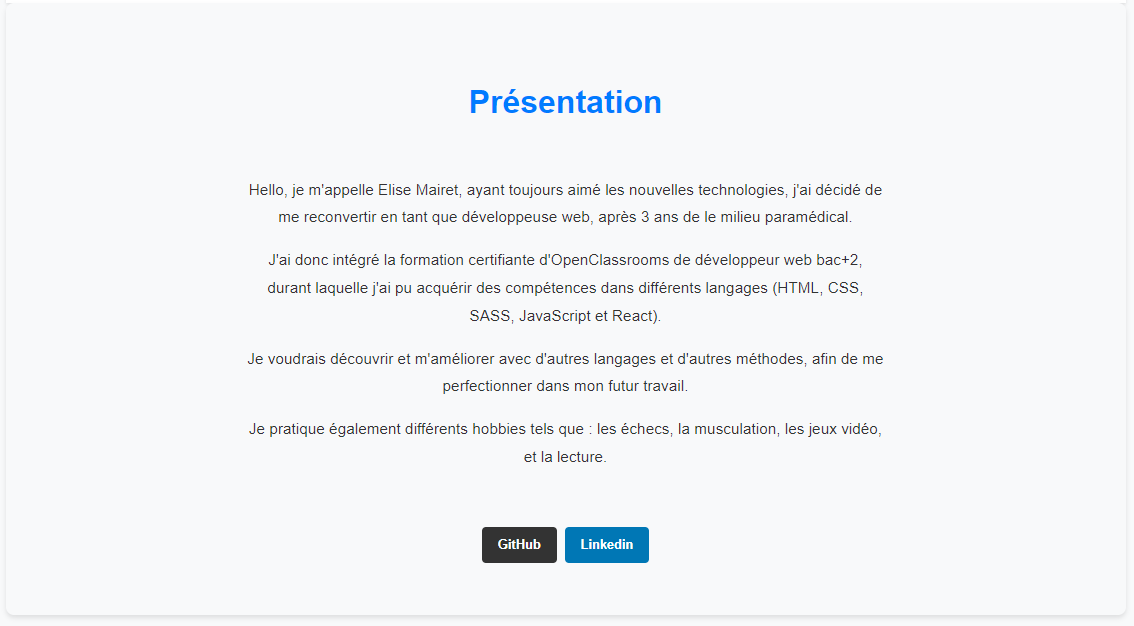 Présentation
Hello, je m'appelle Elise Mairet, ayant toujours aimé les nouvelles technologies, j'ai décidé de
me reconvertir en tant que développeuse web, après 3 ans de le milieu paramédical.
J'ai donc intégré la formation certifiante d'OpenClassrooms de développeur web bac+2,
durant laquelle j'ai pu acquérir des compétences dans différents langages (HTML, CSS,
SASS, JavaScript et React).
Je voudrais découvrir et m'améliorer avec d'autres langages et d'autres méthodes, afin de me
perfectionner dans mon futur travail.
Je pratique également différents hobbies tels que : les échecs, la musculation, les jeux vidéo,
et la lecture.
GitHub
Linkedin